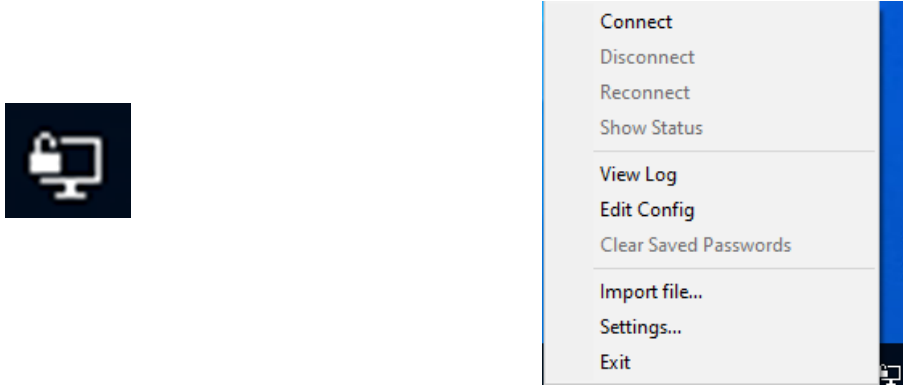 Connect
Disconnect
Reconnect
Show Status
View Log
Edit Config
Clear Saved Passwords
Import file...
Settings...
Exit